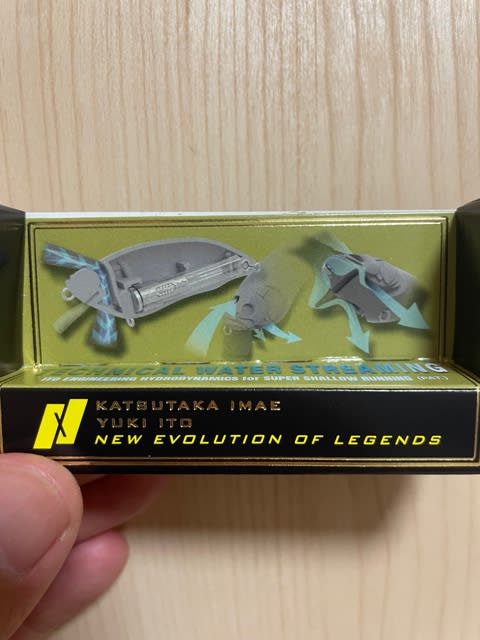 TECHNICAL WATER STREAMING
ITO ENGINEERING HYDRODYNAMICS for SUPER SHALLOW RUNNING (PAT.)
KATSUTAKA IMAE
YUKI ITO
NEW EVOLUTION OF LEGENDS